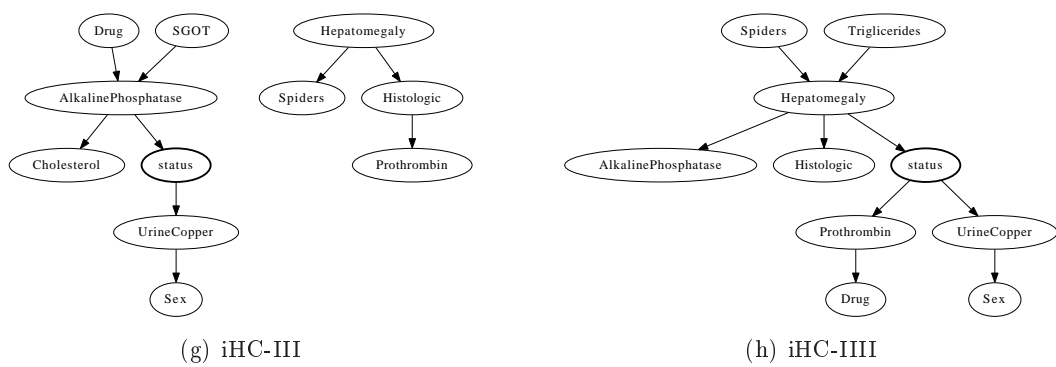 Drug
SGOT
Hepatomegaly
AlkalinePhosphatase
Spiders
Histologic
Cholesterol
status
Prothrombin
UrineCopper
Sex
(g) iHC-III
Spiders
Triglicerides
Hepatomegaly
AlkalinePhosphatase
Histologic
status
Prothrombin
UrineCopper
Drug
Sex
(h) iHC-IIII